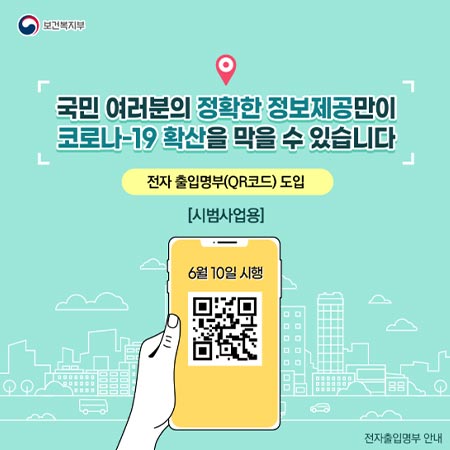 보건복지부
국민 여러분의 정확한 정보제공만이
코로나-19 확산을 막을 수 있습니다
전자 출입명부(QR코드) 도입
[시범사업용]
6월 10일 시행
전자출입명부 안내